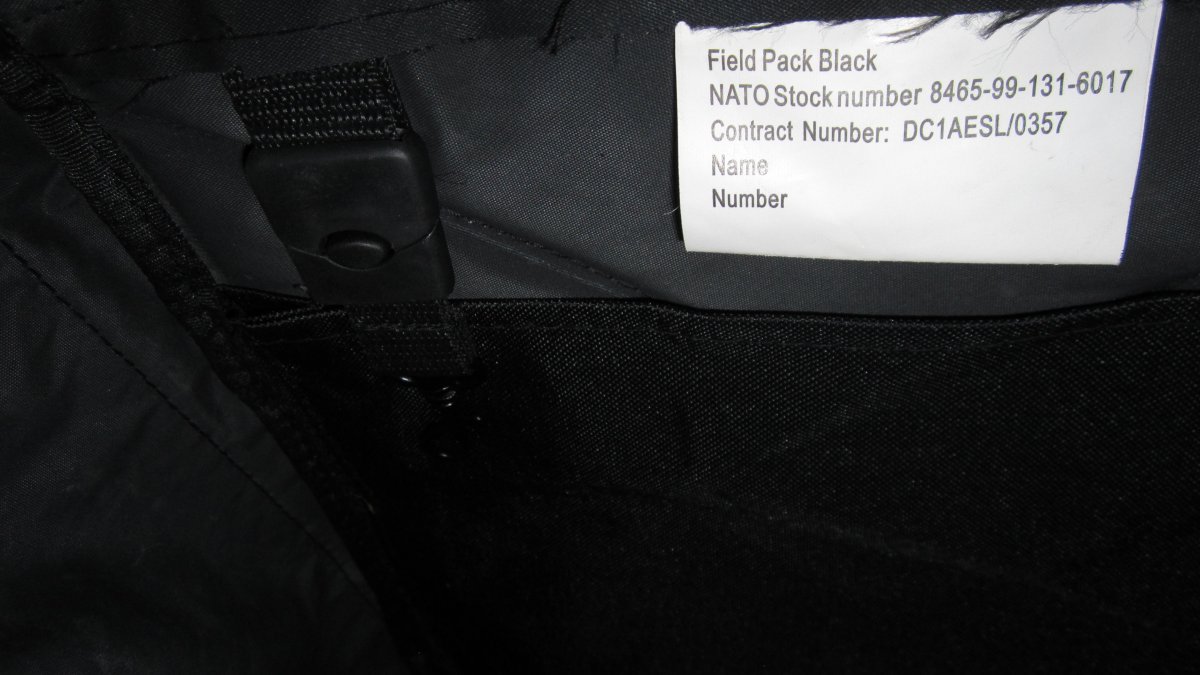 Field Pack Black
NATO Stock number 8465-99-131-6017
Contract Number: DC1AESL/0357
Name
Number